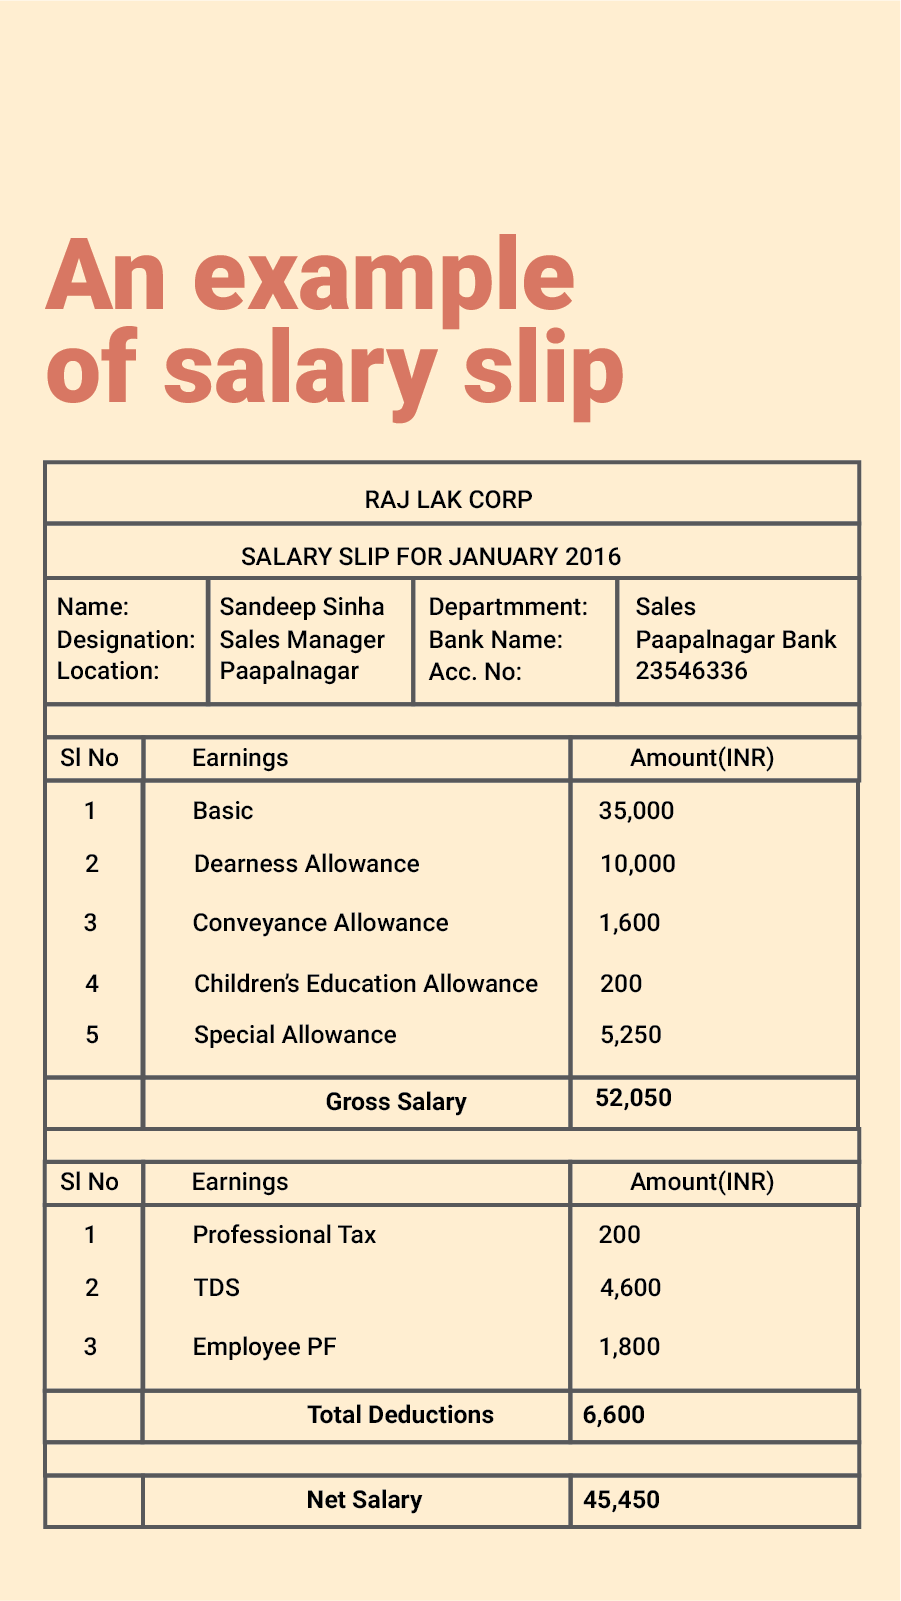 An example
of salary slip
RAJ LAK CORP
SALARY SLIP FOR JANUARY 2016
Name: Sandeep Sinha Departmment: Sales
Designation: Sales Manager Bank Name: Paapalnagar Bank
Location: Paapalnagar Acc. No: 23546336
Sl No Earnings Amount(INR)
1 Basic 35,000
2 Dearness Allowance 10,000
3 Conveyance Allowance 1,600
4 Children’s Education Allowance 200
5 Special Allowance 5,250
Gross Salary 52,050
Sl No Earnings Amount(INR)
1 Professional Tax 200
2 TDS 4,600
3 Employee PF 1,800
Total Deductions 6,600
Net Salary 45,450